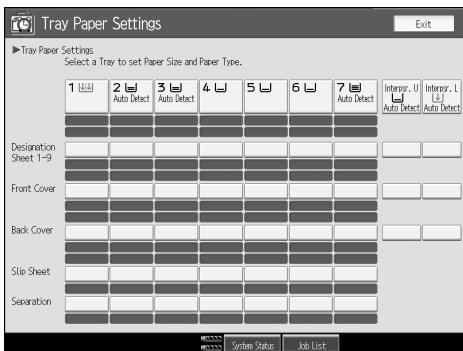 Tray Paper Settings
Exit
▶Tray Paper Settings
Select a Tray to set Paper Size and Paper Type.
1 2 3 4 5 6 7 Interpsr. U Interpsr. L
Auto Detect Auto Detect Auto Detect Auto Detect Auto Detect
Designation
Sheet 1-9
Front Cover
Back Cover
Slip Sheet
Separation
System Status Job List